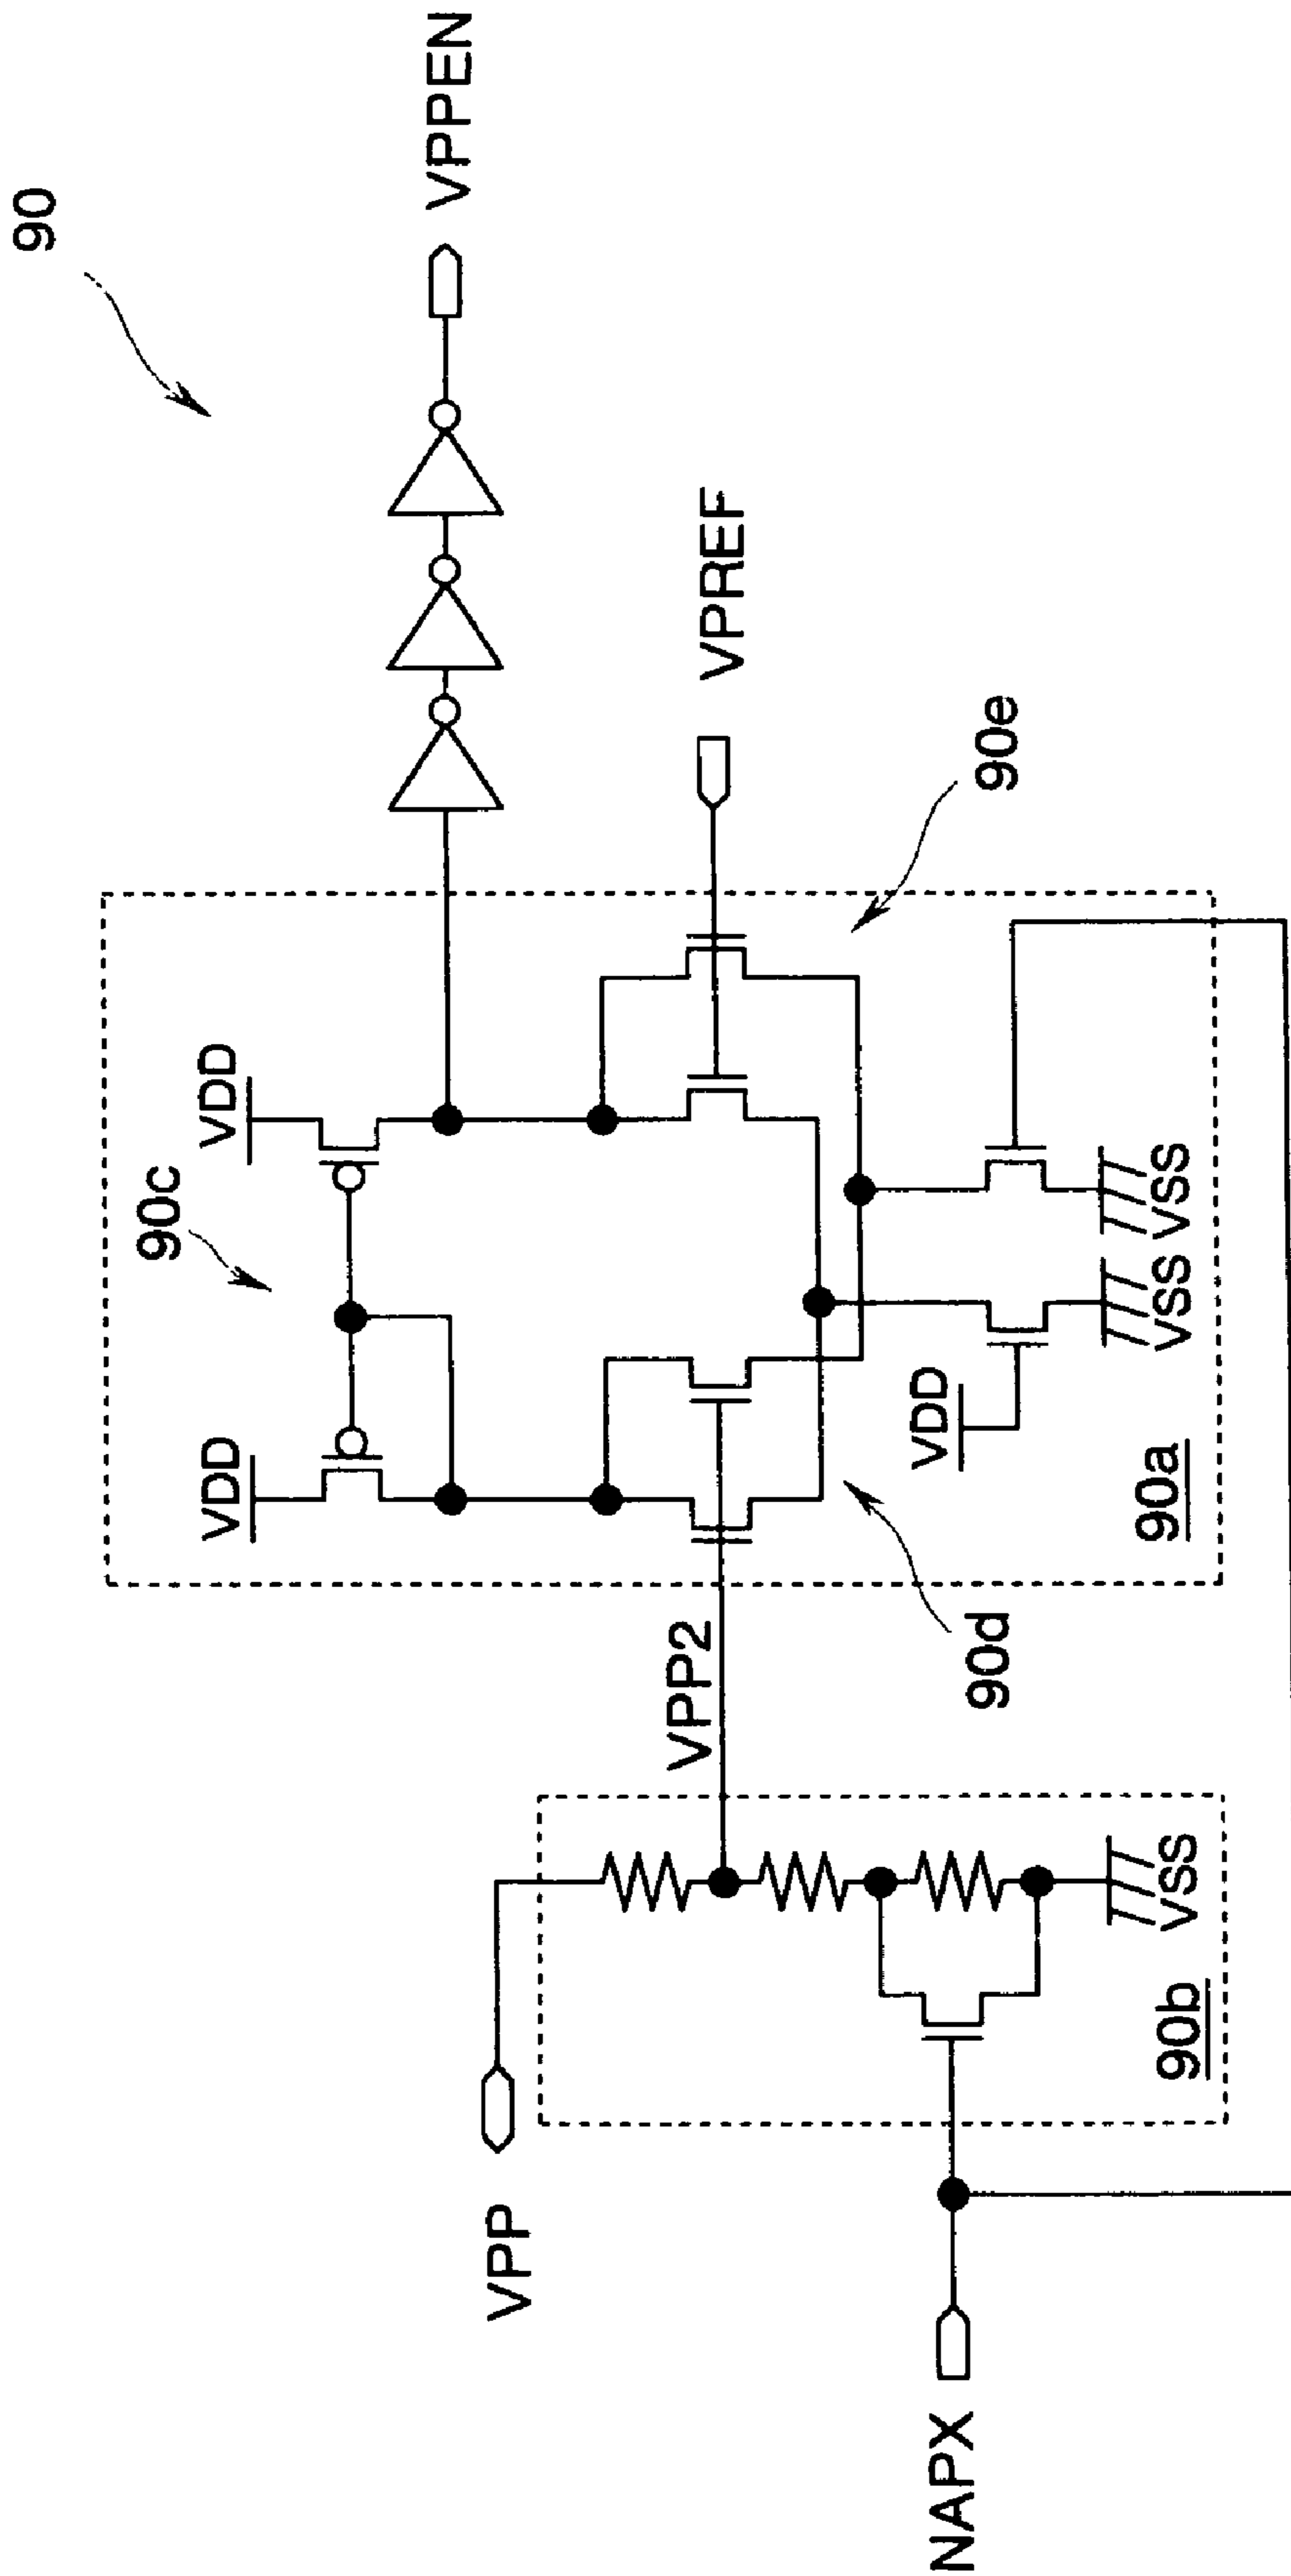 90
VPPEN
VPREF
90e
VDD
90c
VDD
VSS
VSS
VDD
90a
90d
VPP2
VSS
90b
VPP
NAPX